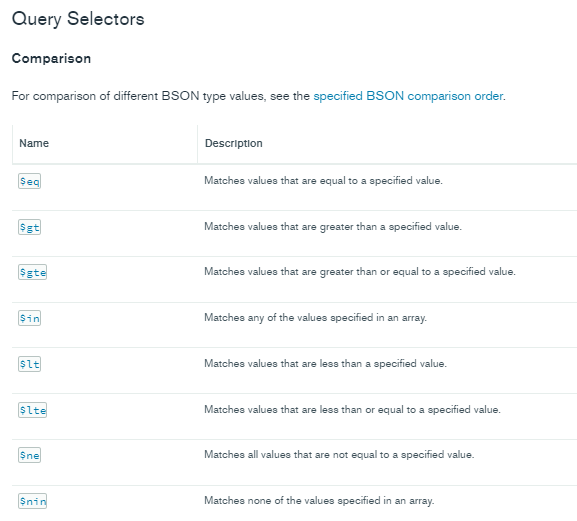 Query Selectors
Comparison
For comparison of different BSON type values, see the specified BSON comparison order.
Name Description
$eq Matches values that are equal to a specified value.
$gt Matches values that are greater than a specified value.
$gte Matches values that are greater than or equal to a specified value.
$in Matches any of the values specified in an array.
$lt Matches values that are less than a specified value.
$lte Matches values that are less than or equal to a specified value.
$ne Matches all values that are not equal to a specified value.
$nin Matches none of the values specified in an array.